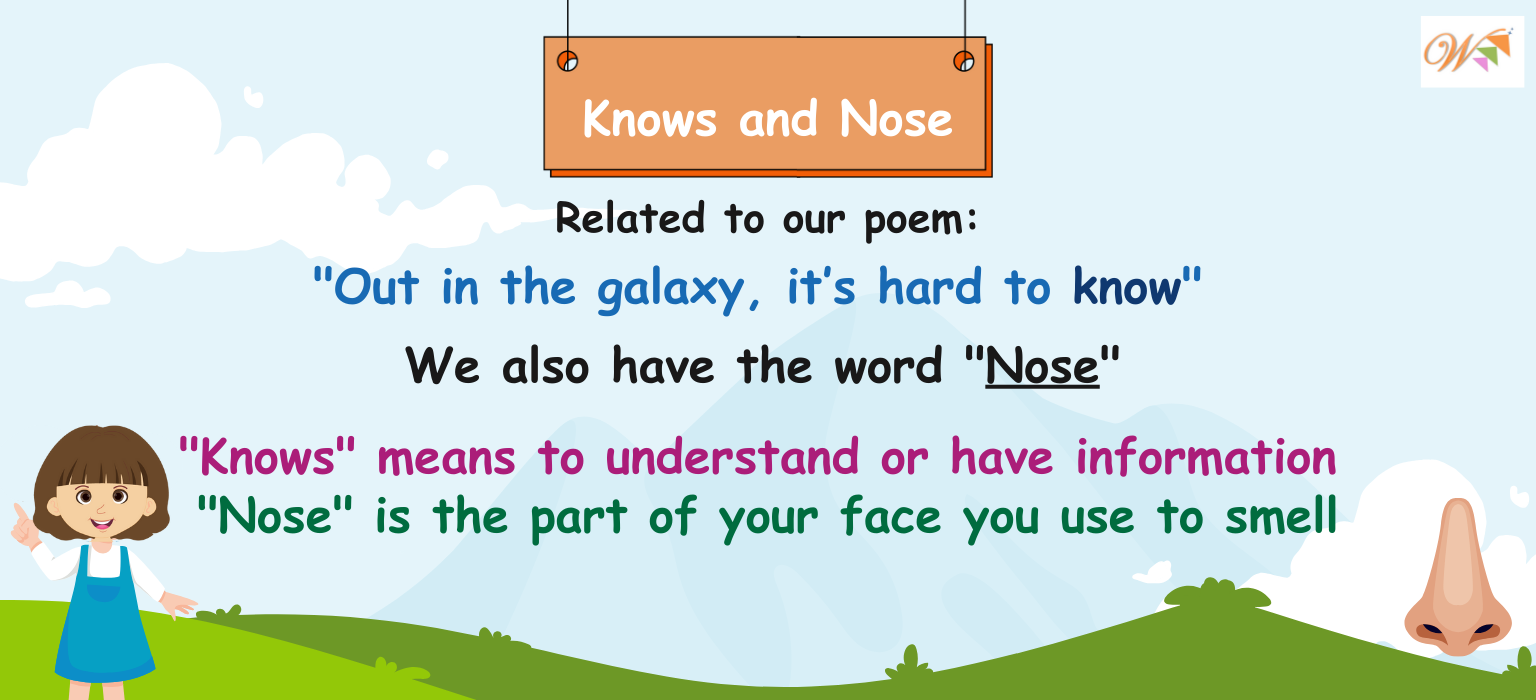 W
Knows and Nose
Related to our poem:
"Out in the galaxy, it's hard to know"
We also have the word "Nose"
"Knows" means to understand or have information
"Nose" is the part of your face you use to smell